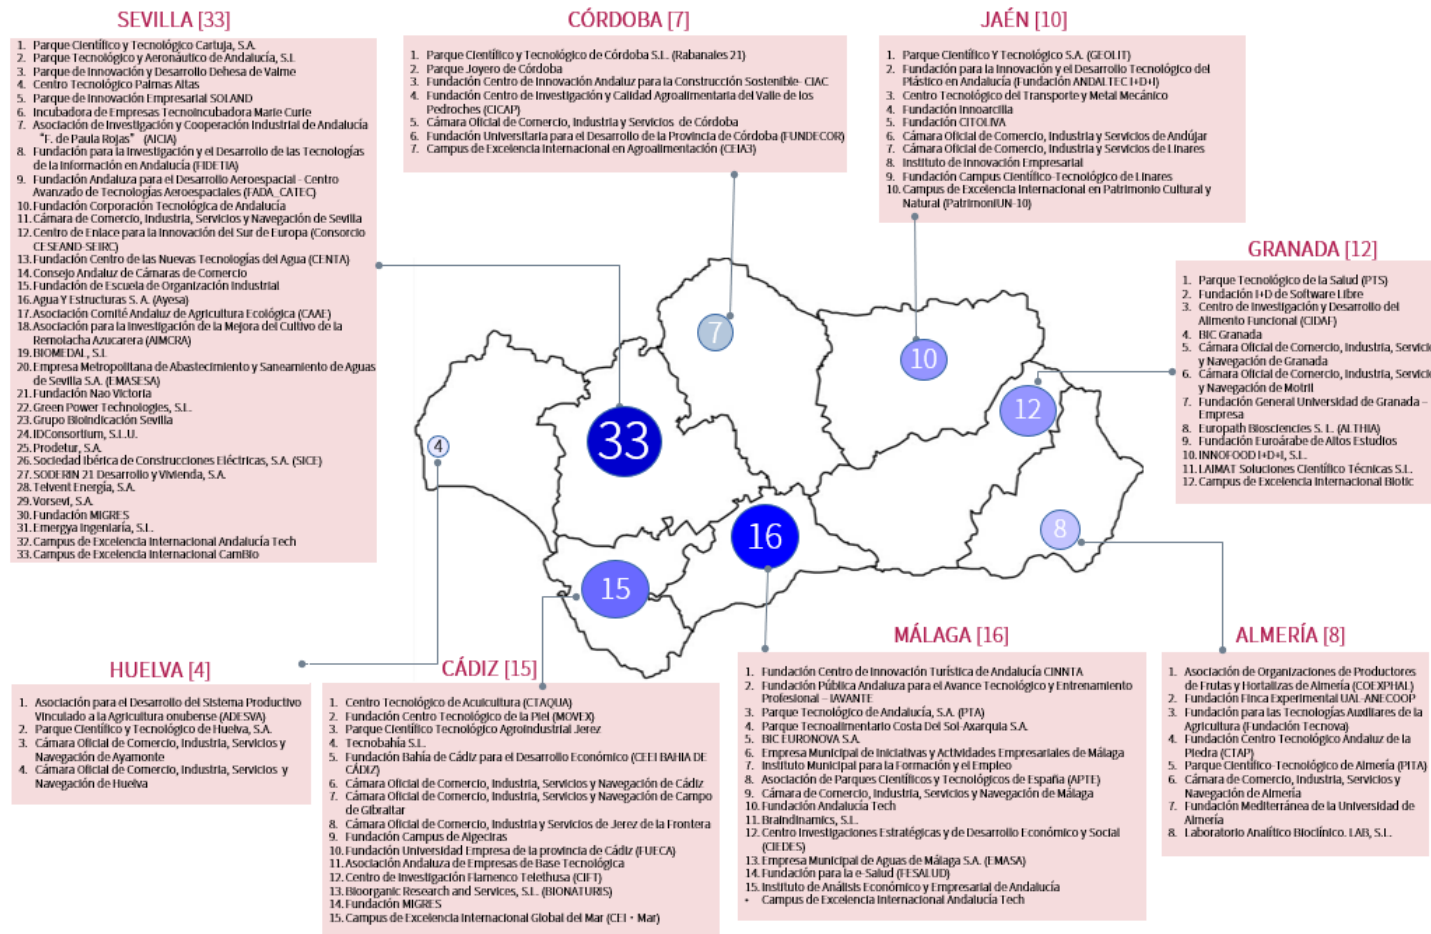 SEVILLA [33]
1. Parque Científico y Tecnológico Cartuja, S.A.
2. Parque Tecnológico y Aeronáutico de Andalucía, S.L
3. Parque de Innovación y Desarrollo Dehesa de Valme
4. Centro Tecnológico Palmas Altas
5. Parque de Innovación Empresarial SOLAND
6. Incubadora de Empresas Tecnoincubadora Marie Curie
7. Asociación de Investigación y Cooperación Industrial de Andalucía
"F. de Paula Rojas" (AICIA)
8. Fundación para la Investigación y el Desarrollo de las Tecnologías
de la Información en Andalucía (FIDETIA)
9. Fundación Andaluza para el Desarrollo Aeroespacial - Centro
Avanzado de Tecnologías Aeroespaciales (FADA_CATEC)
10. Fundación Corporación Tecnológica de Andalucía
11. Cámara de Comercio, Industria, Servicios y Navegación de Sevilla
12. Centro de Enlace para la Innovación del Sur de Europa (Consorcio
CESEAND-SEIRC)
13. Fundación Centro de las Nuevas Tecnologías del Agua (CENTA)
14. Consejo Andaluz de Cámaras de Comercio
15. Fundación de Escuela de Organización Industrial
16. Agua Y Estructuras S. A. (Ayesa)
17. Asociación Comité Andaluz de Agricultura Ecológica (CAAE)
18. Asociación para la Investigación de la Mejora del Cultivo de la
Remolacha Azucarera (AIMCRA)
19. BIOMEDAL, S.L
20. Empresa Metropolitana de Abastecimiento y Saneamiento de Aguas
de Sevilla S.A. (EMASESA)
21. Fundación Nao Victoria
22. Green Power Technologies, S.L.
23. Grupo Bioindicación Sevilla
24. IDConsortium, S.L.U.
25. Prodetur, S.A.
26. Sociedad Ibérica de Construcciones Eléctricas, S.A. (SICE)
27. SODERIN 21 Desarrollo y Vivienda, S.A.
28. Telvent Energía, S.A.
29. Vorsevi, S.A.
30. Fundación MIGRES
31. Emergya Ingeniaría, S.L.
32. Campus de Excelencia Internacional Andalucía Tech
33. Campus de Excelencia Internacional CamBio
CÓRDOBA [7]
1. Parque Científico y Tecnológico de Córdoba S.L. (Rabanales 21)
2. Parque Joyero de Córdoba
3. Fundación Centro de Innovación Andaluz para la Construcción Sostenible- CIAC
4. Fundación Centro de Investigación y Calidad Agroalimentaria del Valle de los
Pedroches (CICAP)
5. Cámara Oficial de Comercio, Industria y Servicios de Córdoba
6. Fundación Universitaria para el Desarrollo de la Provincia de Córdoba (FUNDECOR)
7. Campus de Excelencia Internacional en Agroalimentación (CEIA3)
JAÉN [10]
1. Parque Científico Y Tecnológico S.A. (GEOLIT)
2. Fundación para la Innovación y el Desarrollo Tecnológico del
Plástico en Andalucía (Fundación ANDALTEC I+D+I)
3. Centro Tecnológico del Transporte y Metal Mecánico
4. Fundación Innoarcilla
5. Fundación CITOLIVA
6. Cámara Oficial de Comercio, Industria y Servicios de Andújar
7. Cámara Oficial de Comercio, Industria y Servicios de Linares
8. Instituto de Innovación Empresarial
9. Fundación Campus Científico-Tecnológico de Linares
10. Campus de Excelencia Internacional en Patrimonio Cultural y
Natural (PatrimoniUN-10)
GRANADA [12]
1. Parque Tecnológico de la Salud (PTS)
2. Fundación I+D de Software Libre
3. Centro de Investigación y Desarrollo del
Alimento Funcional (CIDAF)
4. BIC Granada
5. Cámara Oficial de Comercio, Industria, Servicio
y Navegación de Granada
6. Cámara Oficial de Comercio, Industria, Servicio
y Navegación de Motril
7. Fundación General Universidad de Granada –
Empresa
8. Europath Biosciencies S. L. (ALTHIA)
9. Fundación Euroárabe de Altos Estudios
10. INNOFOOD I+D+I, S.L.
11. LAIMAT Soluciones Científico Técnicas S.L.
12. Campus de Excelencia Internacional Biotic
7
10
12
33
4
16
8
15
HUELVA [4]
1. Asociación para el Desarrollo del Sistema Productivo
Vinculado a la Agricultura onubense (ADESVA)
2. Parque Científico y Tecnológico de Huelva, S.A.
3. Cámara Oficial de Comercio, Industria, Servicios y
Navegación de Ayamonte
4. Cámara Oficial de Comercio, Industria, Servicios y
Navegación de Huelva
CÁDIZ [15]
1. Centro Tecnológico de Acuicultura (CTAQUA)
2. Fundación Centro Tecnológico de la Piel (MOVEX)
3. Parque Científico Tecnológico Agroindustrial Jerez
4. Tecnobahía S.L.
5. Fundación Bahía de Cádiz para el Desarrollo Económico (CEEI BAHIA DE
CÁDIZ)
6. Cámara Oficial de Comercio, Industria, Servicios y Navegación de Cádiz
7. Cámara Oficial de Comercio, Industria, Servicios y Navegación de Campo
de Gibraltar
8. Cámara Oficial de Comercio, Industria y Servicios de Jerez de la Frontera
9. Fundación Campus de Algeciras
10. Fundación Universidad Empresa de la provincia de Cádiz (FUECA)
11. Asociación Andaluza de Empresas de Base Tecnológica
12. Centro de Investigación Flamenco Telethusa (CIFT)
13. Bioorganic Research and Services, S.L. (BIONATURIS)
14. Fundación MIGRES
15. Campus de Excelencia Internacional Global del Mar (CEI · Mar)
MÁLAGA [16]
1. Fundación Centro de Innovación Turística de Andalucía CINNTA
2. Fundación Pública Andaluza para el Avance Tecnológico y Entrenamiento
Profesional – IAVANTE
3. Parque Tecnológico de Andalucía, S.A. (PTA)
4. Parque Tecnoalimentario Costa Del Sol-Axarquia S.A.
5. BIC EURONOVA S.A.
6. Empresa Municipal de Iniciativas y Actividades Empresariales de Málaga
7. Instituto Municipal para la Formación y el Empleo
8. Asociación de Parques Científicos y Tecnológicos de España (APTE)
9. Cámara de Comercio, Industria, Servicios y Navegación de Málaga
10. Fundación Andalucía Tech
11. Braindinamics, S.L.
12. Centro Investigaciones Estratégicas y de Desarrollo Económico y Social
(CIEDES)
13. Empresa Municipal de Aguas de Málaga S.A. (EMASA)
14. Fundación para la e-Salud (FESALUD)
15. Instituto de Análisis Económico y Empresarial de Andalucía
• Campus de Excelencia Internacional Andalucía Tech
ALMERÍA [8]
1. Asociación de Organizaciones de Productores
de Frutas y Hortalizas de Almería (COEXPHAL)
2. Fundación Finca Experimental UAL-ANECOOP
3. Fundación para las Tecnologías Auxiliares de la
Agricultura (Fundación Tecnova)
4. Fundación Centro Tecnológico Andaluz de la
Piedra (CTAP)
5. Parque Científico-Tecnológico de Almería (PITA)
6. Cámara de Comercio, Industria, Servicios y
Navegación de Almería
7. Fundación Mediterránea de la Universidad de
Almería
8. Laboratorio Analítico Bioclínico. LAB, S.L.